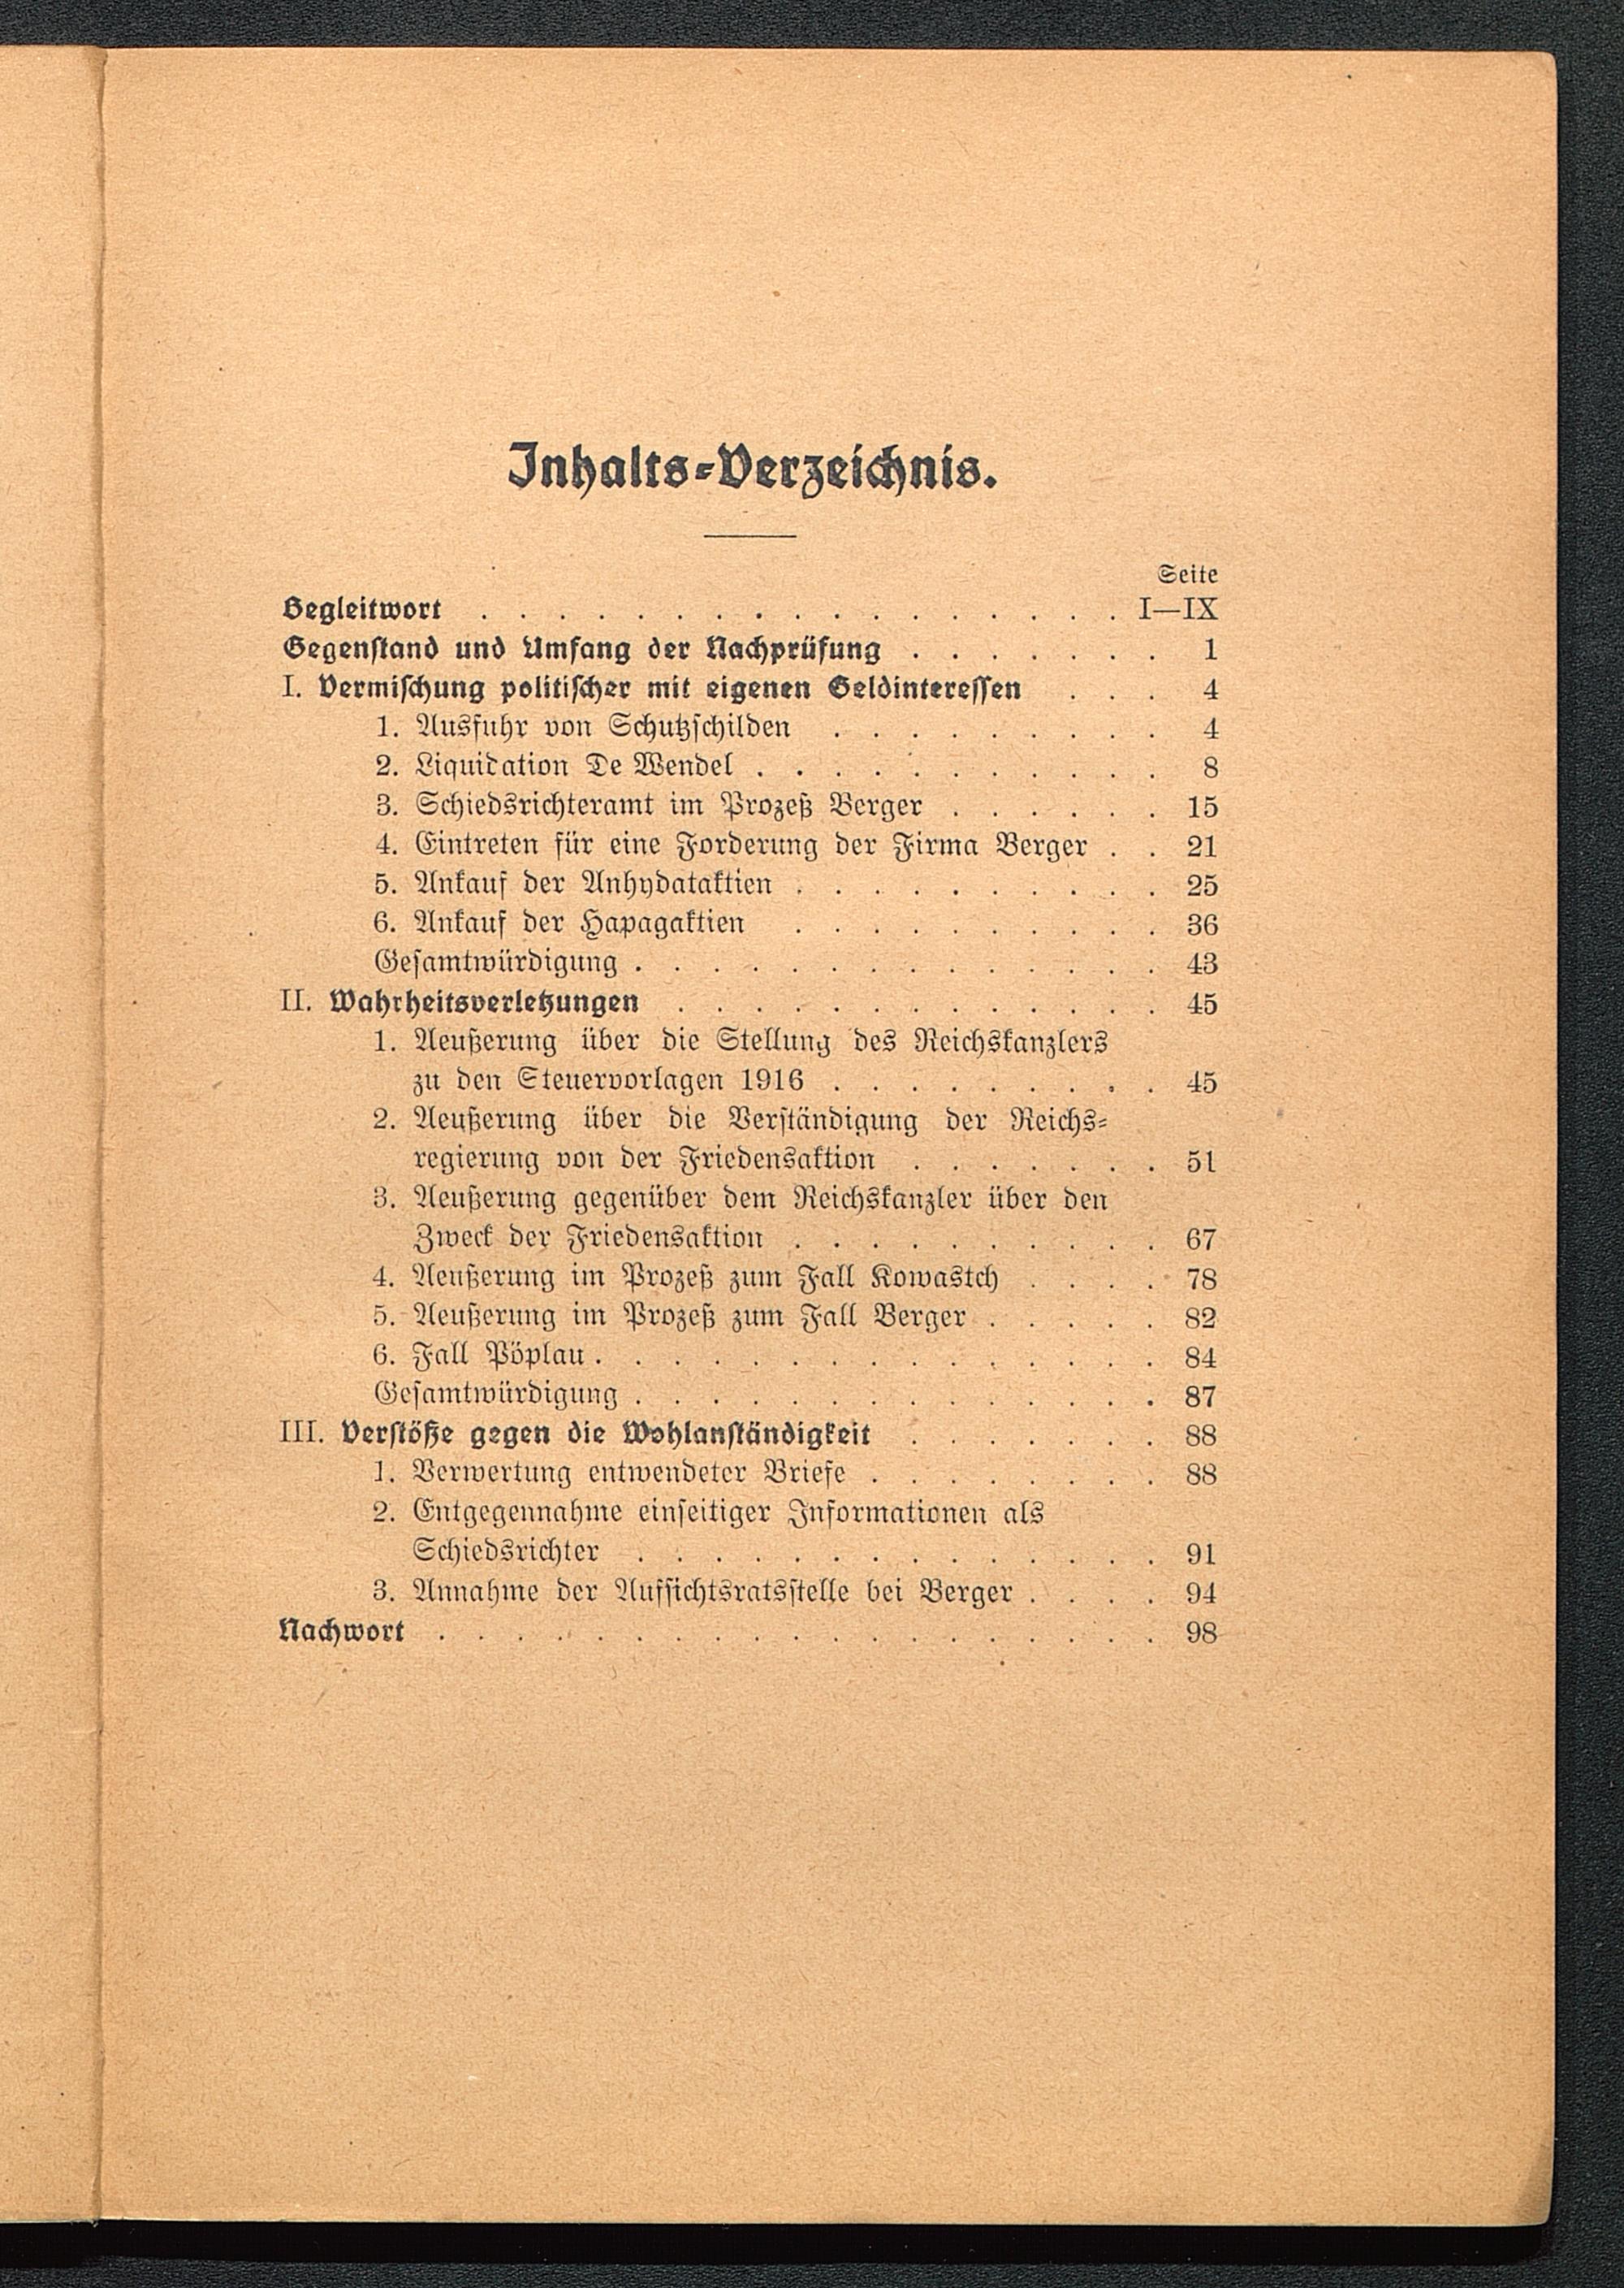 Inhalts-Verzeichnis.
Seite
Begleitwort . . . . . . . . . . . . . . . . . I—IX
Gegenstand und Umfang der Nachprüfung . . . . . . . 1
I. Vermischung politischer mit eigenen Geldinteressen . . . 4
1. Ausfuhr von Schutzschilden . . . . . . . . . 4
2. Liquidation De Wendel . . . . . . . . . . . 8
3. Schiedsrichteramt im Prozeß Berger . . . . . . 15
4. Eintreten für eine Forderung der Firma Berger . . 21
5. Ankauf der Anhydataktien . . . . . . . . . . 25
6. Ankauf der Hapagaktien . . . . . . . . . . 36
Gesamtwürdigung . . . . . . . . . . . . . . 43
II. Wahrheitsverletzungen . . . . . . . . . . . . . 45
1. Aeußerung über die Stellung des Reichskanzlers
zu den Steuervorlagen 1916 . . . . . . . . . 45
2. Aeußerung über die Verständigung der Reichs-
regierung von der Friedensaktion . . . . . . . 51
3. Aeußerung gegenüber dem Reichskanzler über den
Zweck der Friedensaktion . . . . . . . . . . 67
4. Aeußerung im Prozeß zum Fall Kowastch . . . . 78
5. Aeußerung im Prozeß zum Fall Berger . . . . . 82
6. Fall Pöplau . . . . . . . . . . . . . . . 84
Gesamtwürdigung . . . . . . . . . . . . . . 87
III. Verstöße gegen die Wohlanständigkeit . . . . . . . 88
1. Verwertung entwendeter Briefe . . . . . . . . 88
2. Entgegennahme einseitiger Informationen als
Schiedsrichter . . . . . . . . . . . . . . 91
3. Annahme der Aufsichtsratsstelle bei Berger . . . . 94
Nachwort . . . . . . . . . . . . . . . . . . . 98